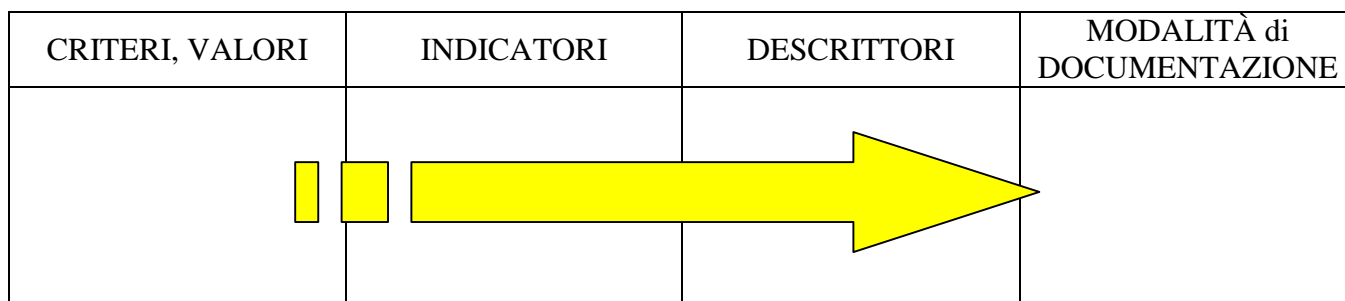 CRITERI, VALORI
INDICATORI
DESCRITTORI
MODALITÀ di
DOCUMENTAZIONE